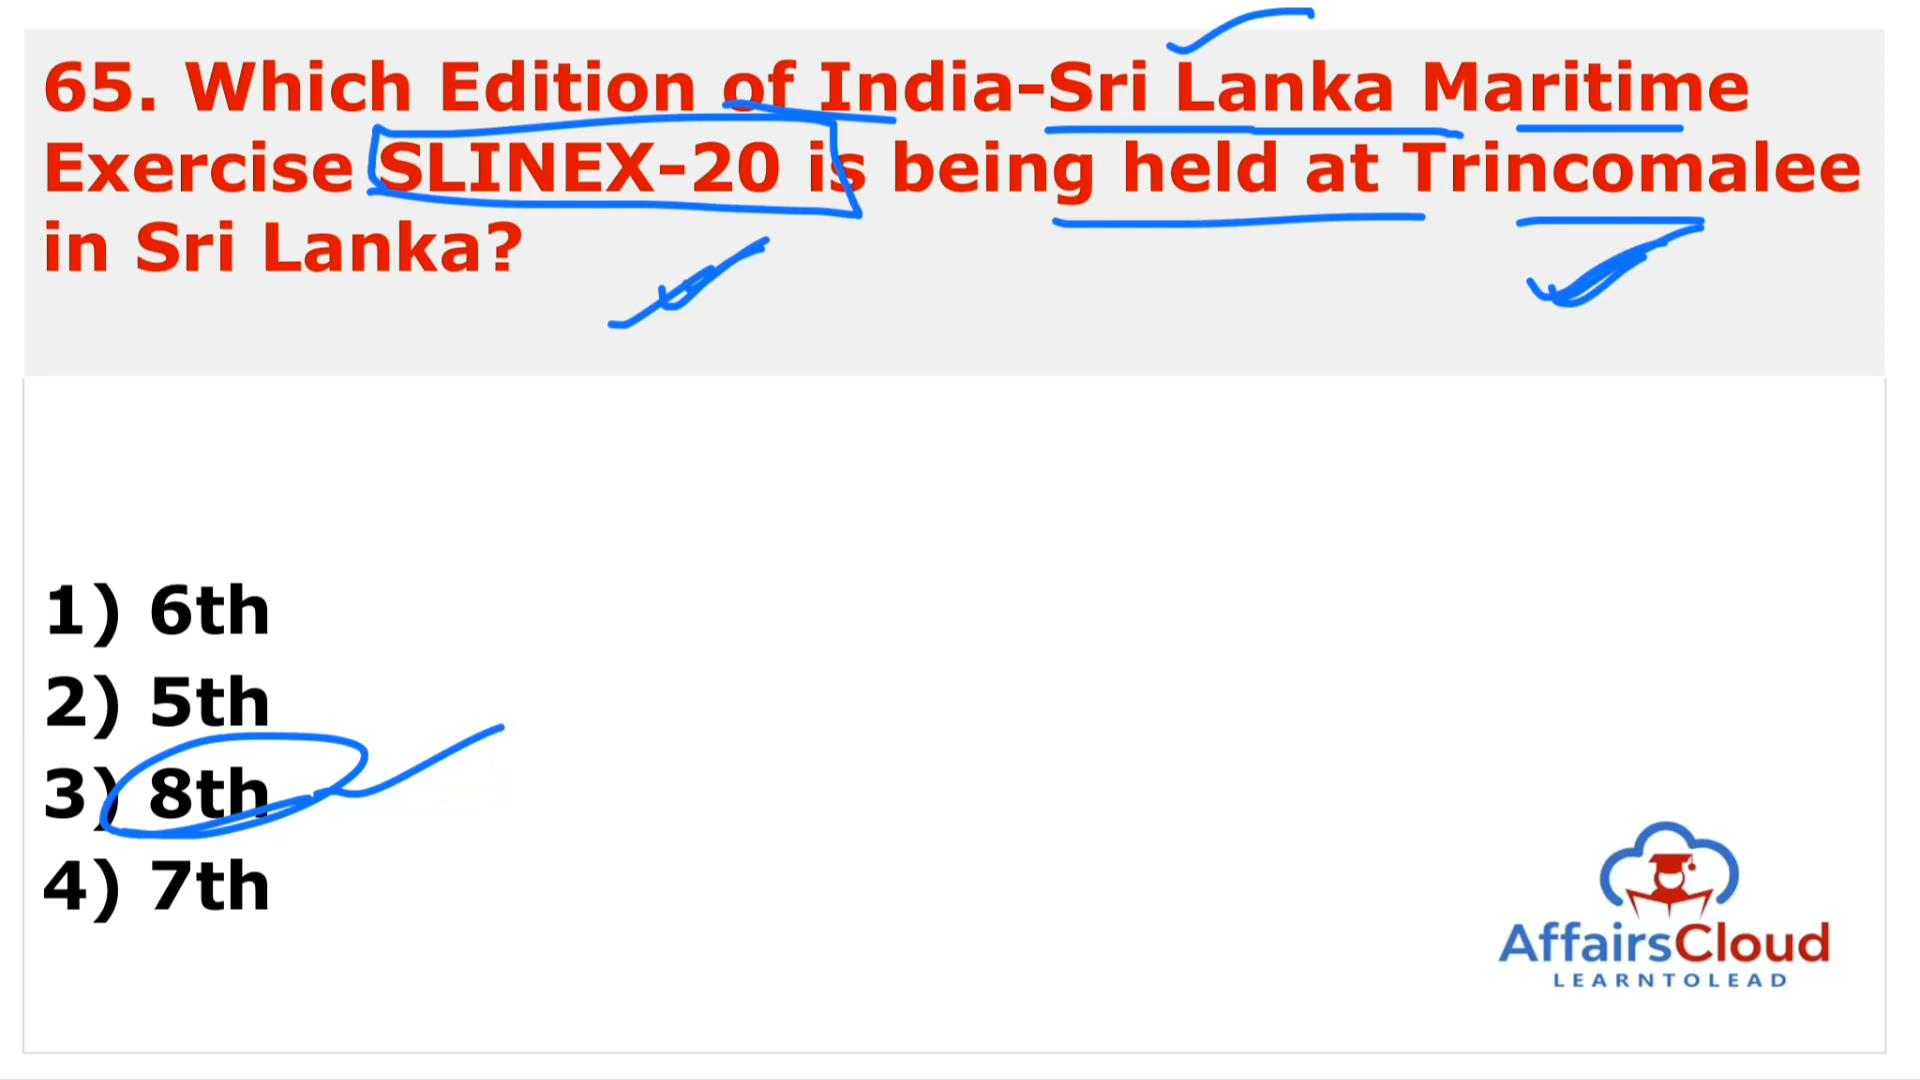 65. Which Edition of India-Sri Lanka Maritime
Exercise SLINEX-20 is being held at Trincomalee
in Sri Lanka?
1) 6th
2) 5th
3) 8th
4) 7th
AffairsCloud
LEARNTOLEAD